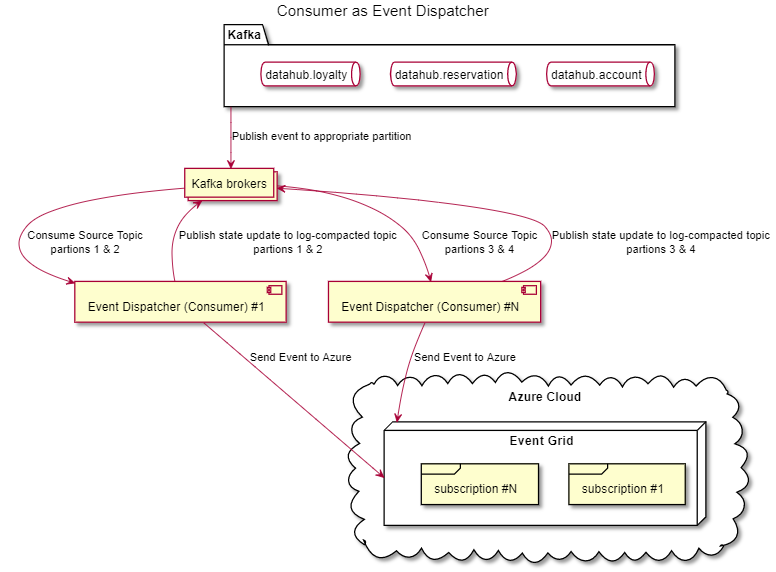 Consumer as Event Dispatcher
Kafka
datahub.loyalty
datahub.reservation
datahub.account
Publish event to appropriate partition
Kafka brokers
Consume Source Topic
partions 1 & 2
Publish state update to log-compacted topic
partions 1 & 2
Consume Source Topic
partions 3 & 4
Publish state update to log-compacted topic
partions 3 & 4
Event Dispatcher (Consumer) #1
Event Dispatcher (Consumer) #N
Send Event to Azure
Send Event to Azure
Azure Cloud
Event Grid
subscription #N
subscription #1